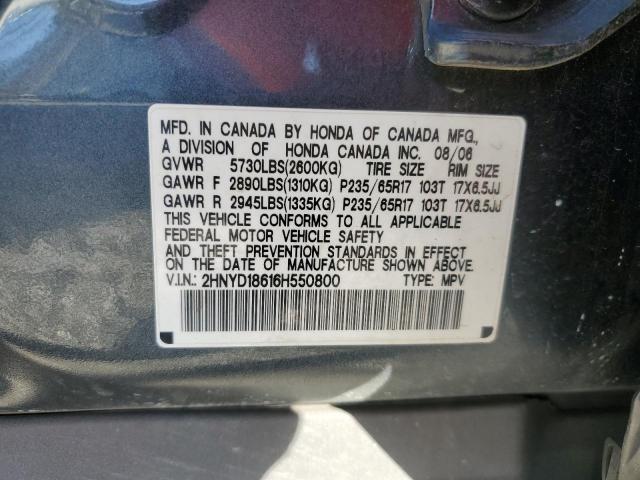 MFD. IN CANADA BY HONDA OF CANADA MFG.,
A DIVISION OF HONDA CANADA INC. 08/06
GVWR 5730LBS(2600KG) TIRE SIZE RIM SIZE
GAWR F 2890LBS(1310KG) P235/65R17 103T 17X6.5JJ
GAWR R 2945LBS(1335KG) P235/65R17 103T 17X6.5JJ
THIS VEHICLE CONFORMS TO ALL APPLICABLE
FEDERAL MOTOR VEHICLE SAFETY
AND THEFT PREVENTION STANDARDS IN EFFECT
ON THE DATE OF MANUFACTURE SHOWN ABOVE.
V.I.N.: 2HNYD18616H550800 TYPE: MPV